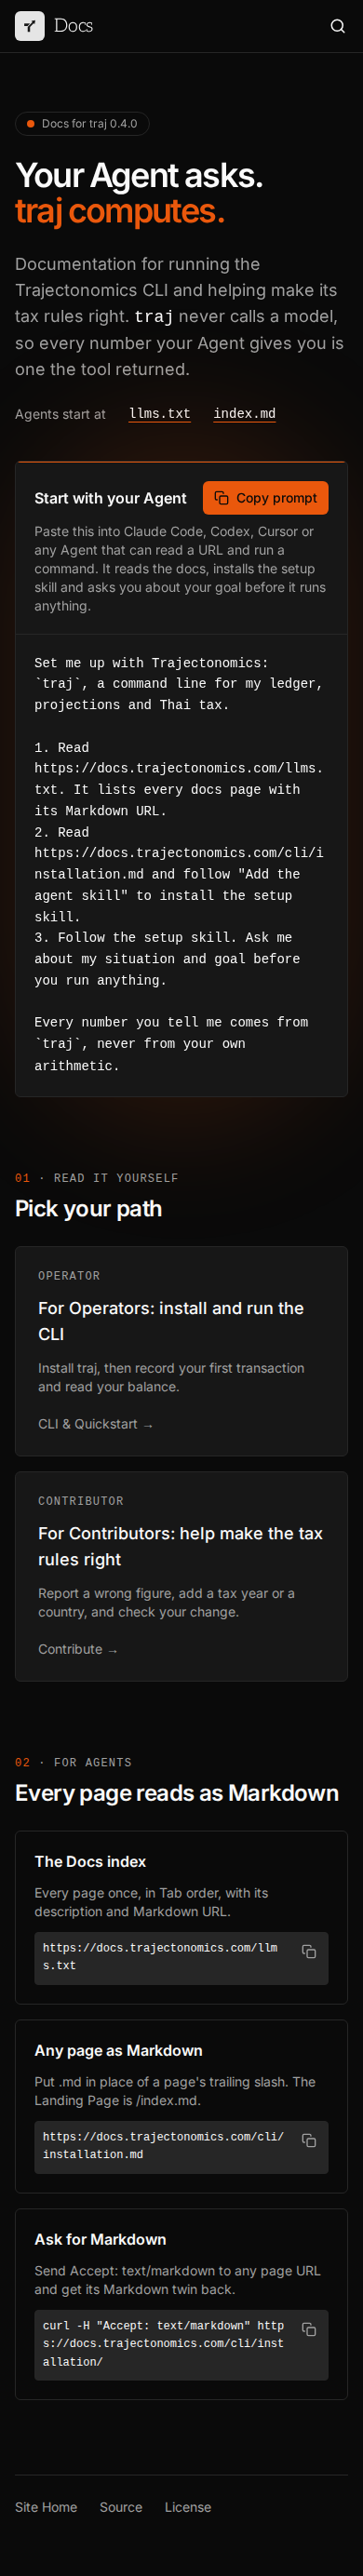 Docs
Docs for traj 0.4.0
Your Agent asks.
traj computes.
Documentation for running the
Trajectonomics CLI and helping make its
tax rules right. traj never calls a model,
so every number your Agent gives you is
one the tool returned.
Agents start at llms.txt index.md
Start with your Agent
Copy prompt
Paste this into Claude Code, Codex, Cursor or
any Agent that can read a URL and run a
command. It reads the docs, installs the setup
skill and asks you about your goal before it runs
anything.
Set me up with Trajectonomics:
`traj`, a command line for my ledger,
projections and Thai tax.
1. Read
https://docs.trajectonomics.com/llms.
txt. It lists every docs page with
its Markdown URL.
2. Read
https://docs.trajectonomics.com/cli/i
nstallation.md and follow "Add the
agent skill" to install the setup
skill.
3. Follow the setup skill. Ask me
about my situation and goal before
you run anything.
Every number you tell me comes from
`traj`, never from your own
arithmetic.
01 · READ IT YOURSELF
Pick your path
OPERATOR
For Operators: install and run the
CLI
Install traj, then record your first transaction
and read your balance.
CLI & Quickstart →
CONTRIBUTOR
For Contributors: help make the tax
rules right
Report a wrong figure, add a tax year or a
country, and check your change.
Contribute →
02 · FOR AGENTS
Every page reads as Markdown
The Docs index
Every page once, in Tab order, with its
description and Markdown URL.
https://docs.trajectonomics.com/llm
s.txt
Any page as Markdown
Put .md in place of a page's trailing slash. The
Landing Page is /index.md.
https://docs.trajectonomics.com/cli/
installation.md
Ask for Markdown
Send Accept: text/markdown to any page URL
and get its Markdown twin back.
curl -H "Accept: text/markdown" http
s://docs.trajectonomics.com/cli/inst
allation/
Site Home Source License